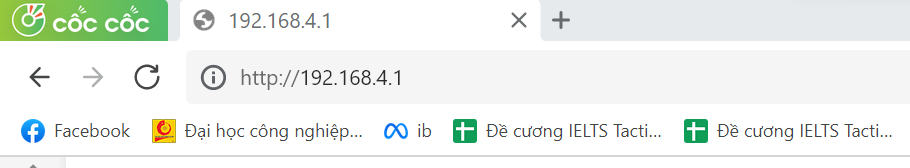 cốc cốc 192.168.4.1
http://192.168.4.1
Facebook Đại học công nghiệp... ib Đề cương IELTS Tacti... Đề cương IELTS Tacti...